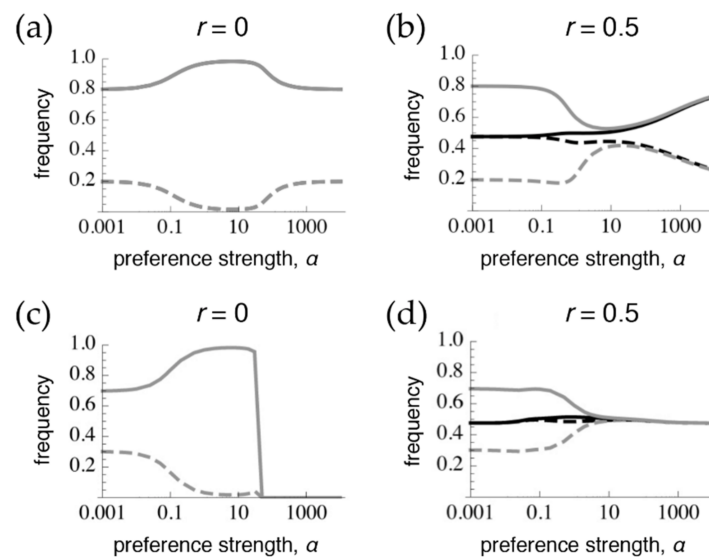 (a) r = 0
1.0
0.8
0.6
0.4
0.2
frequency
0.001 0.1 10 1000
preference strength, α
(b) r = 0.5
1.0
0.8
0.6
0.4
0.2
frequency
0.001 0.1 10 1000
preference strength, α
(c) r = 0
1.0
0.8
0.6
0.4
0.2
frequency
0.001 0.1 10 1000
preference strength, α
(d) r = 0.5
1.0
0.8
0.6
0.4
0.2
frequency
0.001 0.1 10 1000
preference strength, α